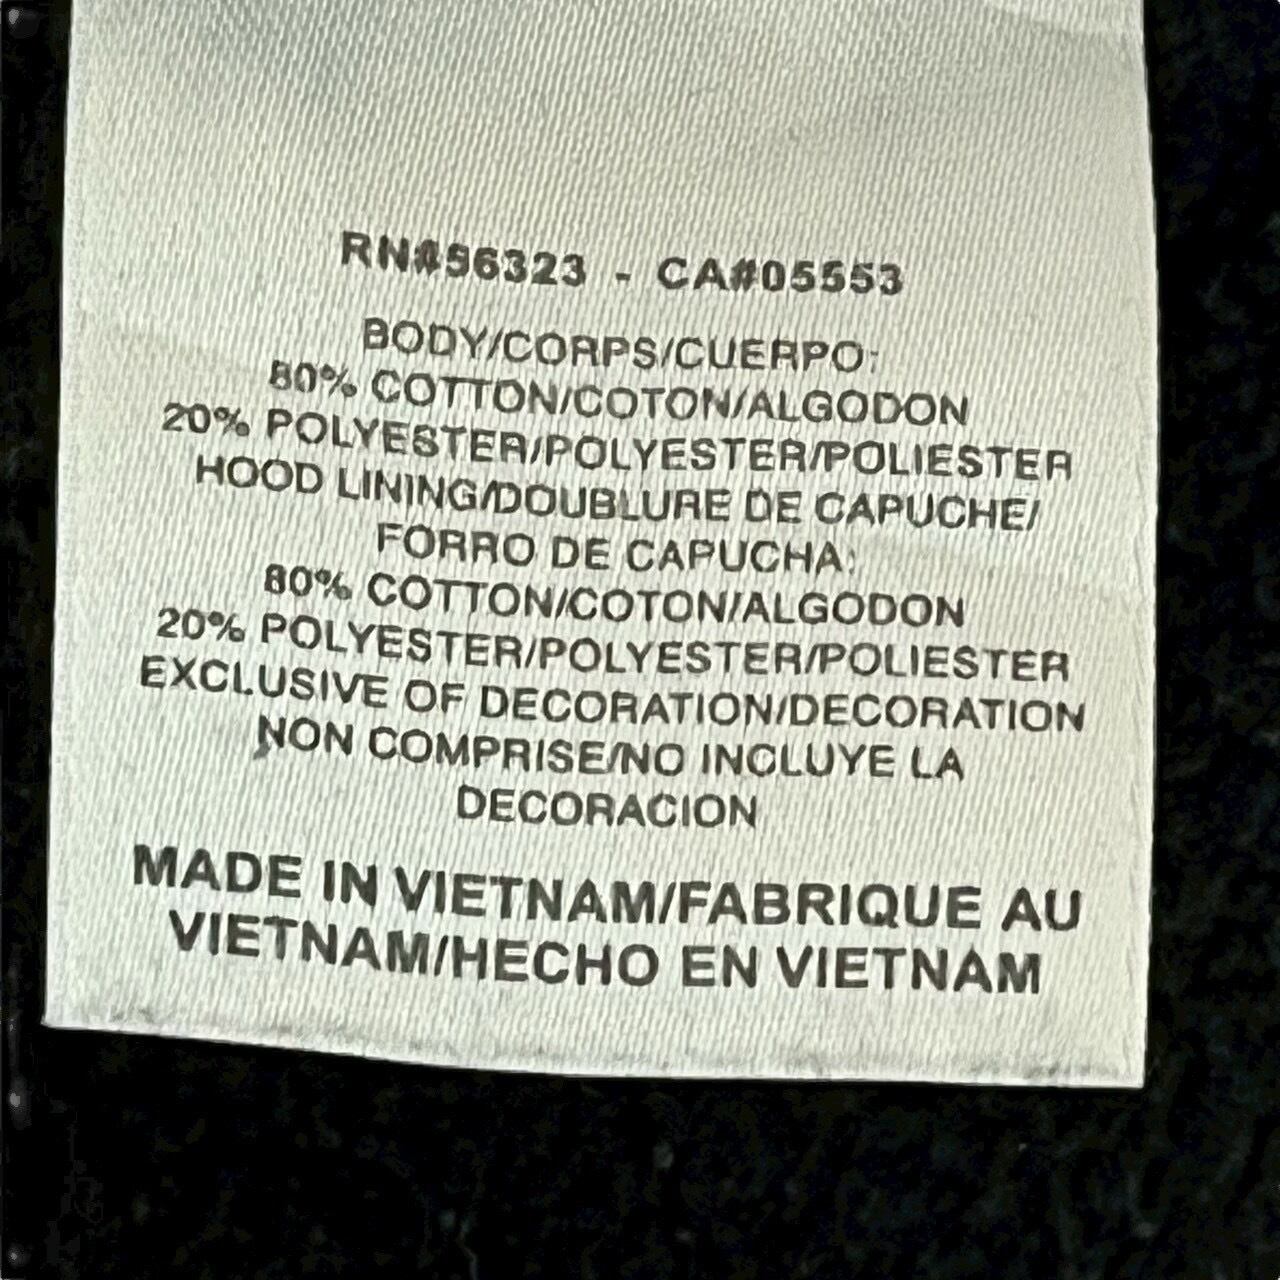 RN#56323 - CA#05553
BODY/CORPS/CUERPO:
80% COTTON/COTON/ALGODON
20% POLYESTER/POLYESTER/POLIESTER
HOOD LINING/DOUBLURE DE CAPUCHE/
FORRO DE CAPUCHA:
80% COTTON/COTON/ALGODON
20% POLYESTER/POLYESTER/POLIESTER
EXCLUSIVE OF DECORATION/DECORATION
NON COMPRISE/NO INCLUYE LA
DECORACION
MADE IN VIETNAM/FABRIQUE AU
VIETNAM/HECHO EN VIETNAM